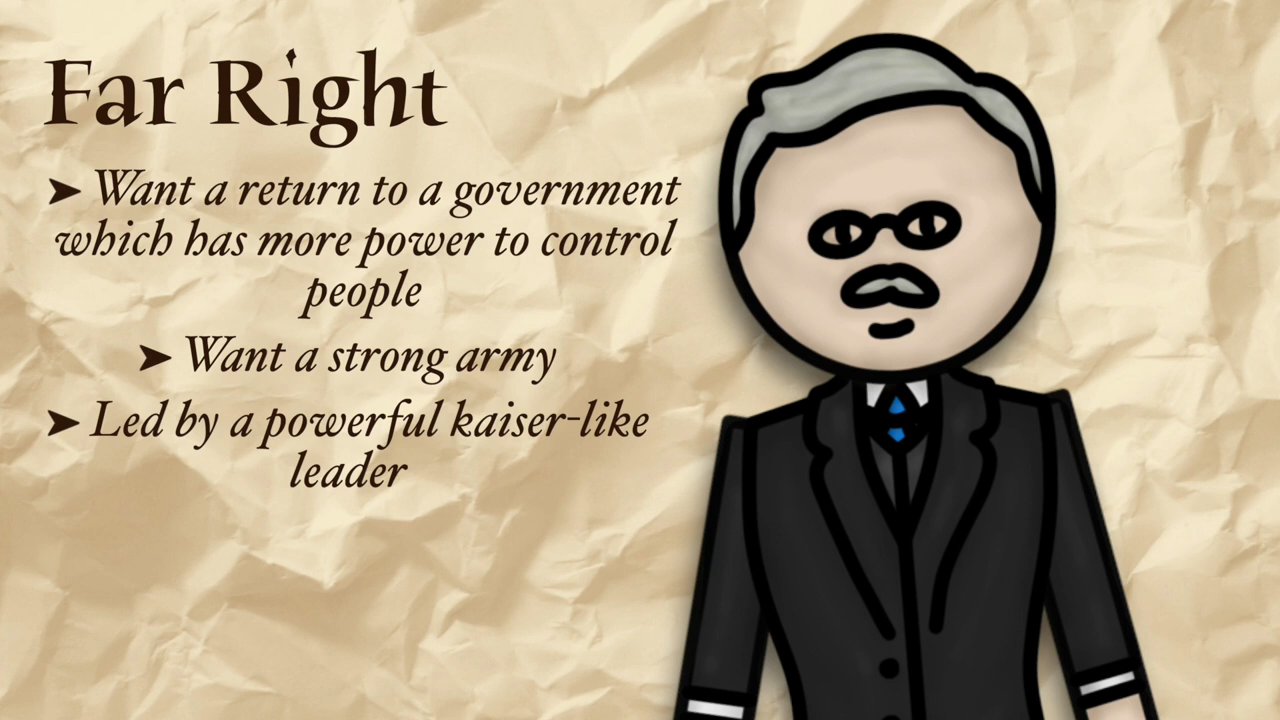 Far Right
➤ Want a return to a government
which has more power to control
people
➤ Want a strong army
➤ Led by a powerful kaiser-like
leader